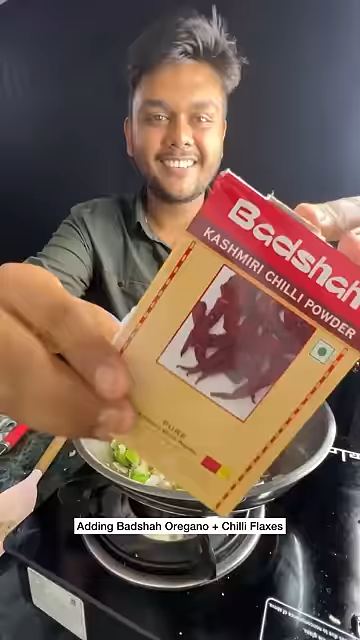 Badshah
KASHMIRI CHILLI POWDER
PURE
Adding Badshah Oregano + Chilli Flaxes